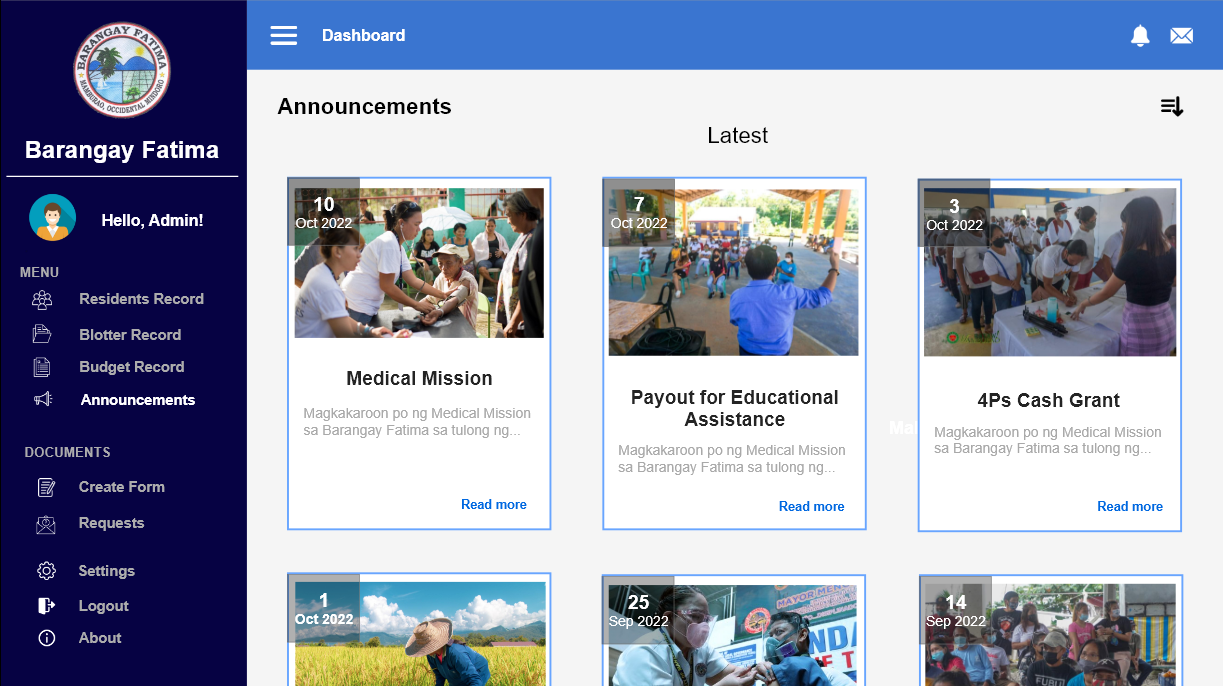 BARANGAY FATIMA
MAMBURAO, OCCIDENTAL MINDORO
Barangay Fatima
Hello, Admin!
MENU
Residents Record
Blotter Record
Budget Record
Announcements
DOCUMENTS
Create Form
Requests
Settings
Logout
About
Dashboard
Announcements
Latest
10
Oct 2022
Medical Mission
Magkakaroon po ng Medical Mission
sa Barangay Fatima sa tulong ng...
Read more
7
Oct 2022
Payout for Educational
Assistance
Magkakaroon po ng Medical Mission
sa Barangay Fatima sa tulong ng...
Read more
Ma
3
Oct 2022
4Ps Cash Grant
Magkakaroon po ng Medical Mission
sa Barangay Fatima sa tulong ng...
Read more
1
Oct 2022
25
Sep 2022
MAYOR
NDA
E T
14
Sep 2022